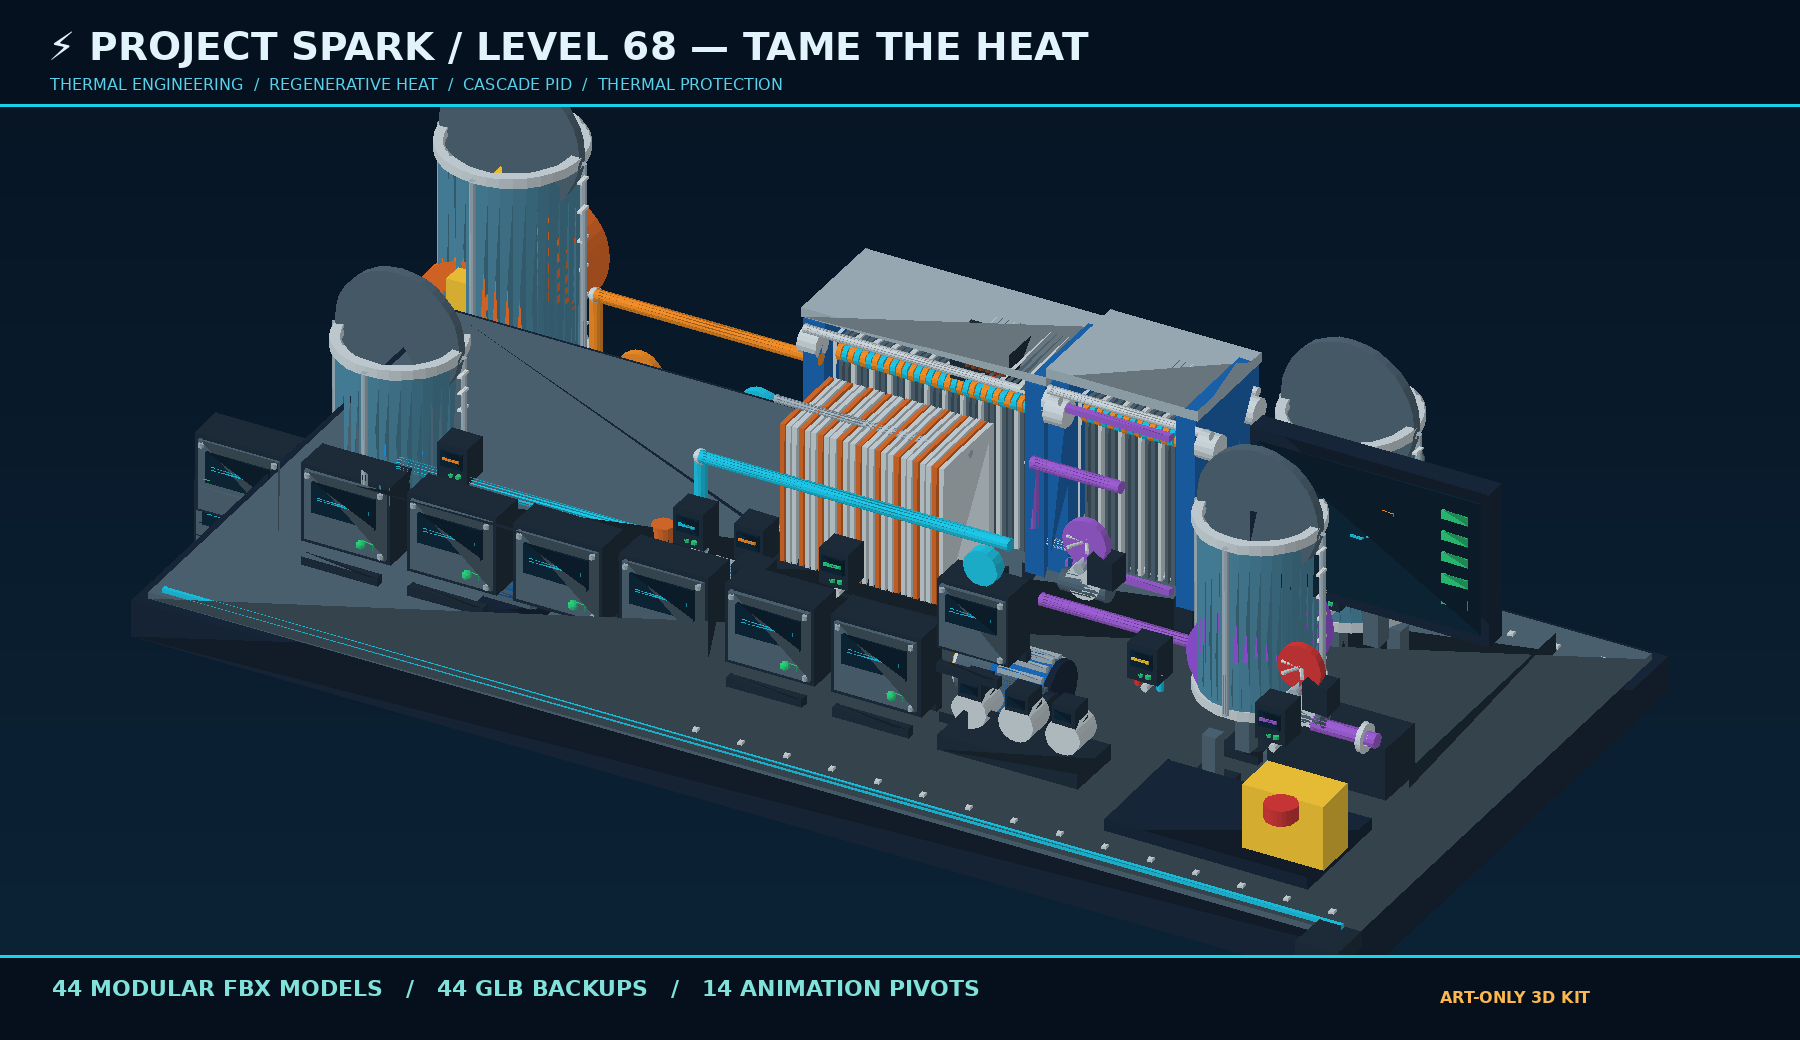 ⚡ PROJECT SPARK / LEVEL 68 — TAME THE HEAT
THERMAL ENGINEERING / REGENERATIVE HEAT / CASCADE PID / THERMAL PROTECTION
44 MODULAR FBX MODELS / 44 GLB BACKUPS / 14 ANIMATION PIVOTS
ART-ONLY 3D KIT